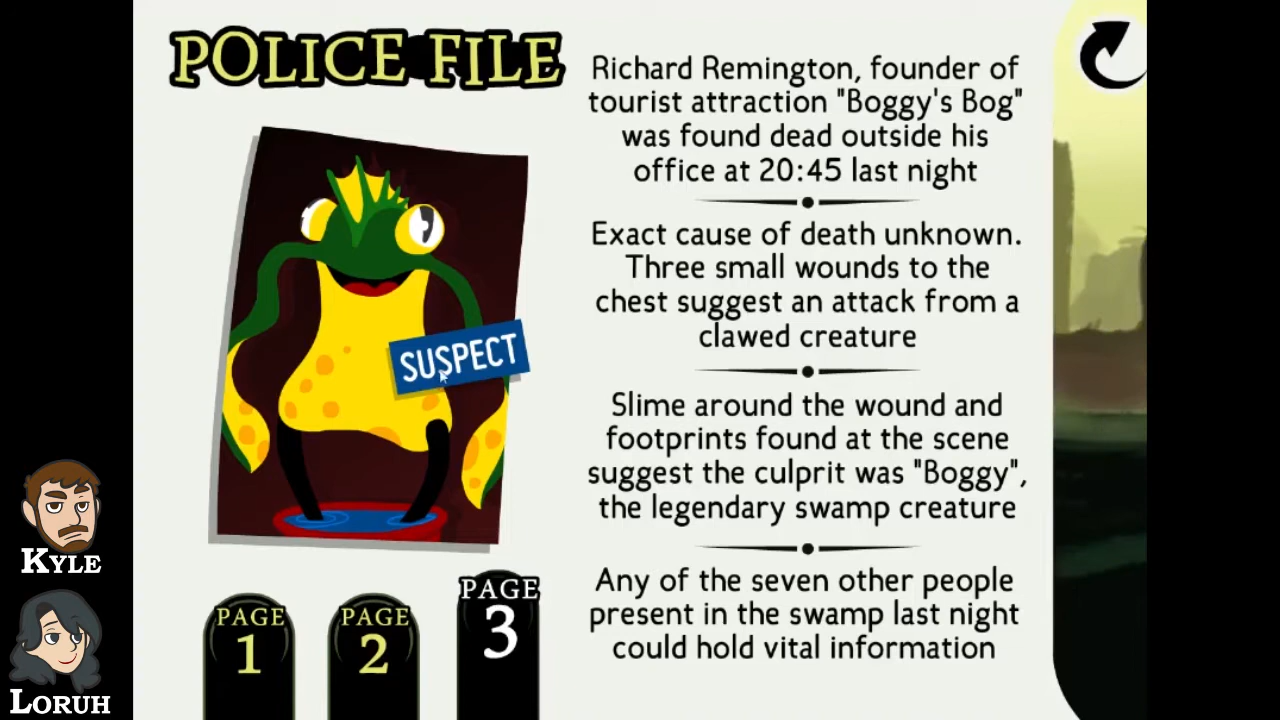 POLICE FILE
Richard Remington, founder of
tourist attraction "Boggy's Bog"
was found dead outside his
office at 20:45 last night
Exact cause of death unknown.
Three small wounds to the
chest suggest an attack from a
clawed creature
SUSPECT
Slime around the wound and
footprints found at the scene
suggest the culprit was "Boggy",
the legendary swamp creature
Any of the seven other people
present in the swamp last night
could hold vital information
PAGE
1
PAGE
2
PAGE
3
KYLE
LORUH